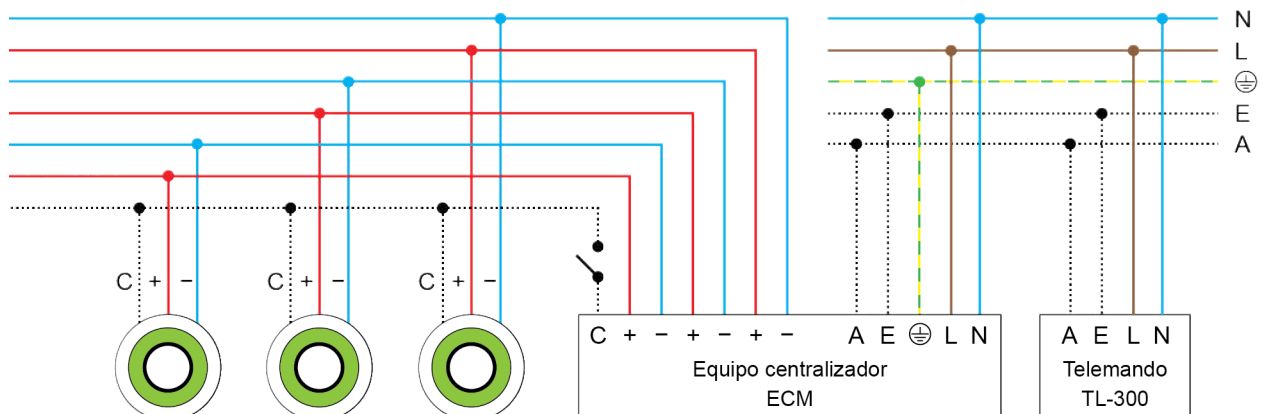 N
L
⏚
E
A
C + −
C + −
C + −
C + − + − + −
A E ⏚ L N
A E L N
Equipo centralizador
ECM
Telemando
TL-300